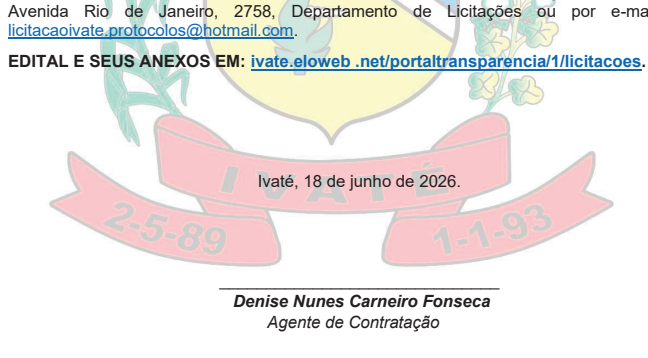 Avenida Rio de Janeiro, 2758, Departamento de Licitações ou por e-ma
licitacaoivate.protocolos@hotmail.com.
EDITAL E SEUS ANEXOS EM: ivate.eloweb .net/portaltransparencia/1/licitacoes.
IVATÉ
Ivaté, 18 de junho de 2026.
2-5-89
1-1-93
Denise Nunes Carneiro Fonseca
Agente de Contratação